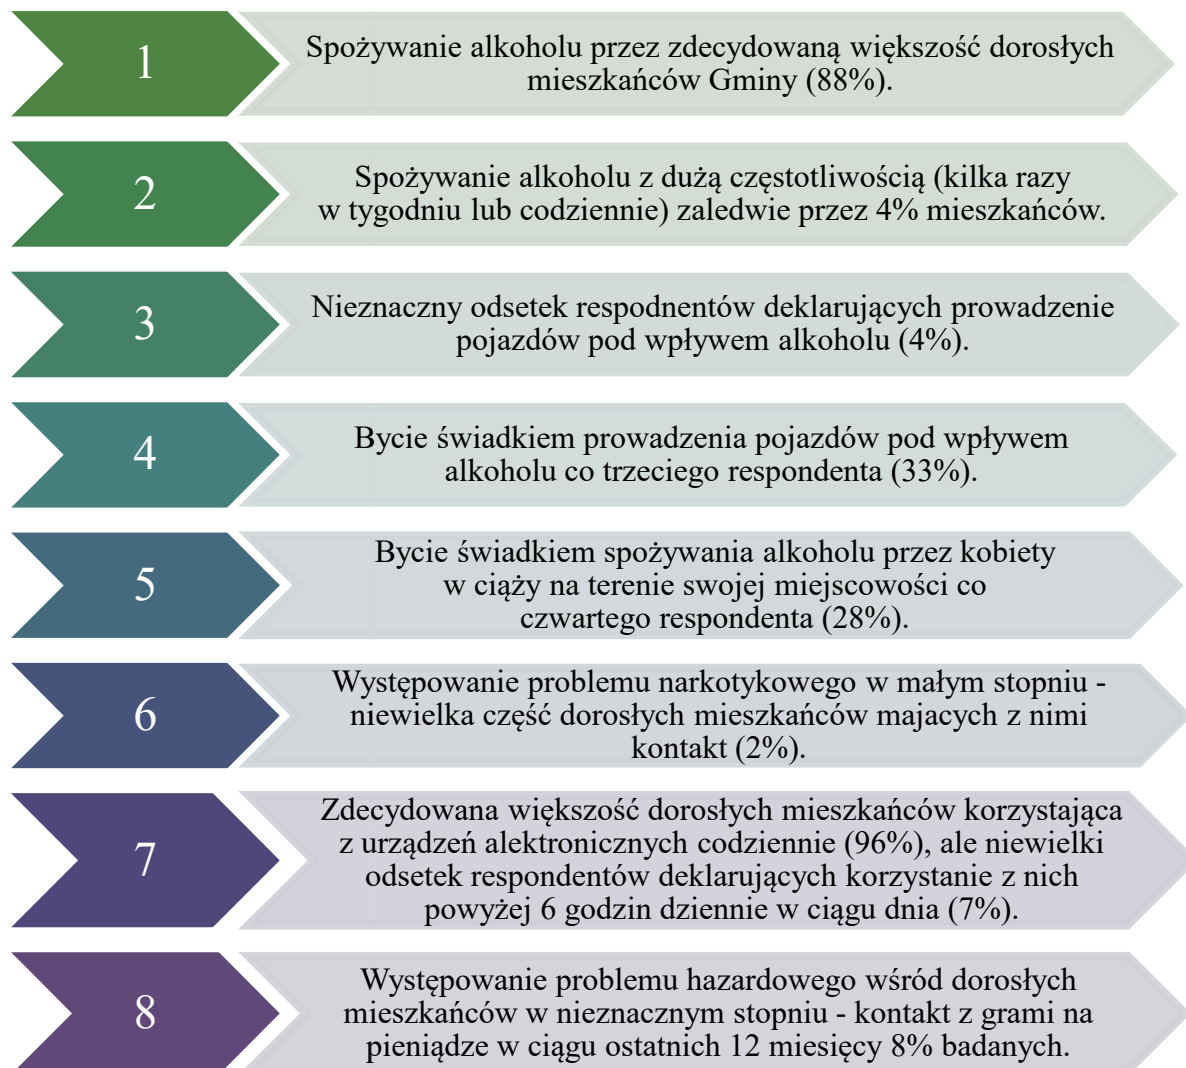 1
Spożywanie alkoholu przez zdecydowaną większość dorosłych
mieszkańców Gminy (88%).
2
Spożywanie alkoholu z dużą częstotliwością (kilka razy
w tygodniu lub codziennie) zaledwie przez 4% mieszkańców.
3
Nieznaczny odsetek respodnentów deklarujących prowadzenie
pojazdów pod wpływem alkoholu (4%).
4
Bycie świadkiem prowadzenia pojazdów pod wpływem
alkoholu co trzeciego respondenta (33%).
5
Bycie świadkiem spożywania alkoholu przez kobiety
w ciąży na terenie swojej miejscowości co
czwartego respondenta (28%).
6
Występowanie problemu narkotykowego w małym stopniu -
niewielka część dorosłych mieszkańców majacych z nimi
kontakt (2%).
7
Zdecydowana większość dorosłych mieszkańców korzystająca
z urządzeń alektronicznych codziennie (96%), ale niewielki
odsetek respondentów deklarujących korzystanie z nich
powyżej 6 godzin dziennie w ciągu dnia (7%).
8
Występowanie problemu hazardowego wśród dorosłych
mieszkańców w nieznacznym stopniu - kontakt z grami na
pieniądze w ciągu ostatnich 12 miesięcy 8% badanych.